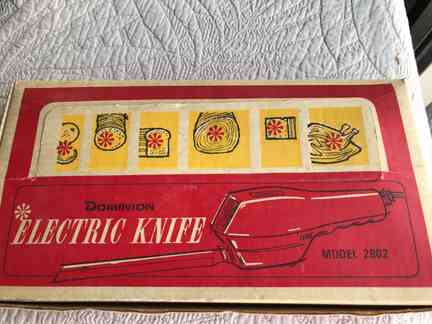 DOMINION
ELECTRIC KNIFE
MODEL 2802